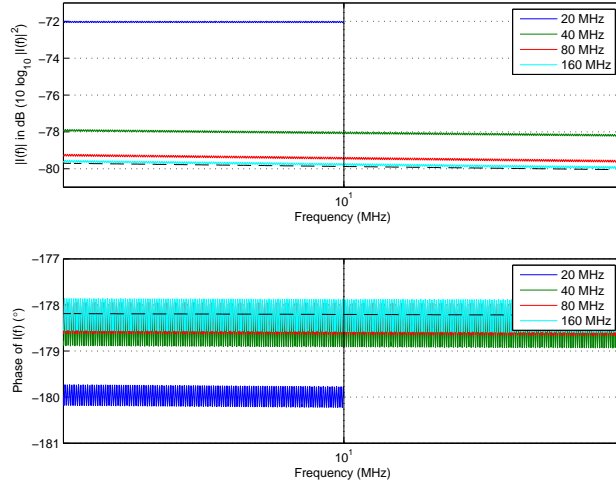 −72
−74
−76
−78
−80
||I(f)| in dB (10 log10 |I(f)|²)
10¹
Frequency (MHz)
20 MHz
40 MHz
80 MHz
160 MHz
−177
−178
−179
−180
−181
Phase of I(f) (°)
10¹
Frequency (MHz)
20 MHz
40 MHz
80 MHz
160 MHz